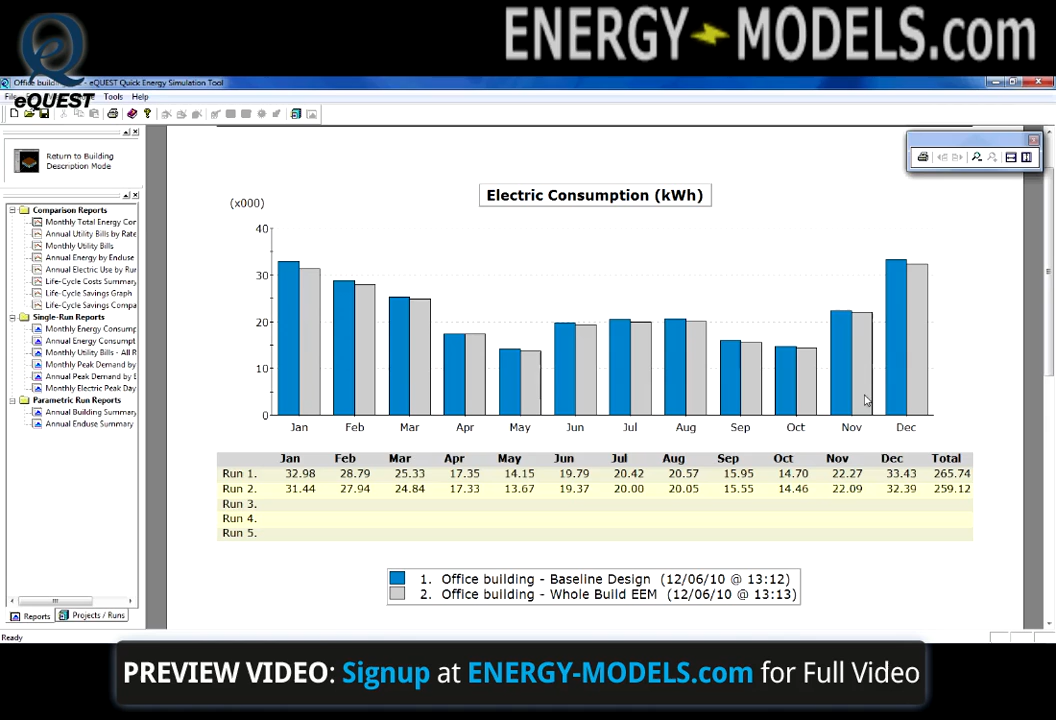 ENERGY MODELS.com
eQUEST
eQUEST Quick Energy Simulation Tool
Tools Help
Return to Building
Description Mode
Comparison Reports
Monthly Total Energy Cor
Annual Utility Bills by Rate
Monthly Utility Bills
Annual Energy by Enduse
Annual Electric Use by Rur
Life-Cycle Costs Summary
Life-Cycle Savings Graph
Life-Cycle Savings Compa
Single-Run Reports
Monthly Energy Consump
Annual Energy Consumpt
Monthly Utility Bills - All R
Monthly Peak Demand by
Annual Peak Demand by E
Monthly Electric Peak Day
Parametric Run Reports
Annual Building Summary
Annual Enduse Summary
Reports Projects / Runs
Ready
Electric Consumption (kWh)
(x000)
40
30
20
10
0
Jan Feb Mar Apr May Jun Jul Aug Sep Oct Nov Dec
Jan Feb Mar Apr May Jun Jul Aug Sep Oct Nov Dec Total
Run 1. 32.98 28.79 25.33 17.35 14.15 19.79 20.42 20.57 15.95 14.70 22.27 33.43 265.74
Run 2. 31.44 27.94 24.84 17.33 13.67 19.37 20.00 20.05 15.55 14.46 22.09 32.39 259.12
Run 3.
Run 4.
Run 5.
1. Office building - Baseline Design (12/06/10 @ 13:12)
2. Office building - Whole Build EEM (12/06/10 @ 13:13)
PREVIEW VIDEO: Signup at ENERGY-MODELS.com for Full Video